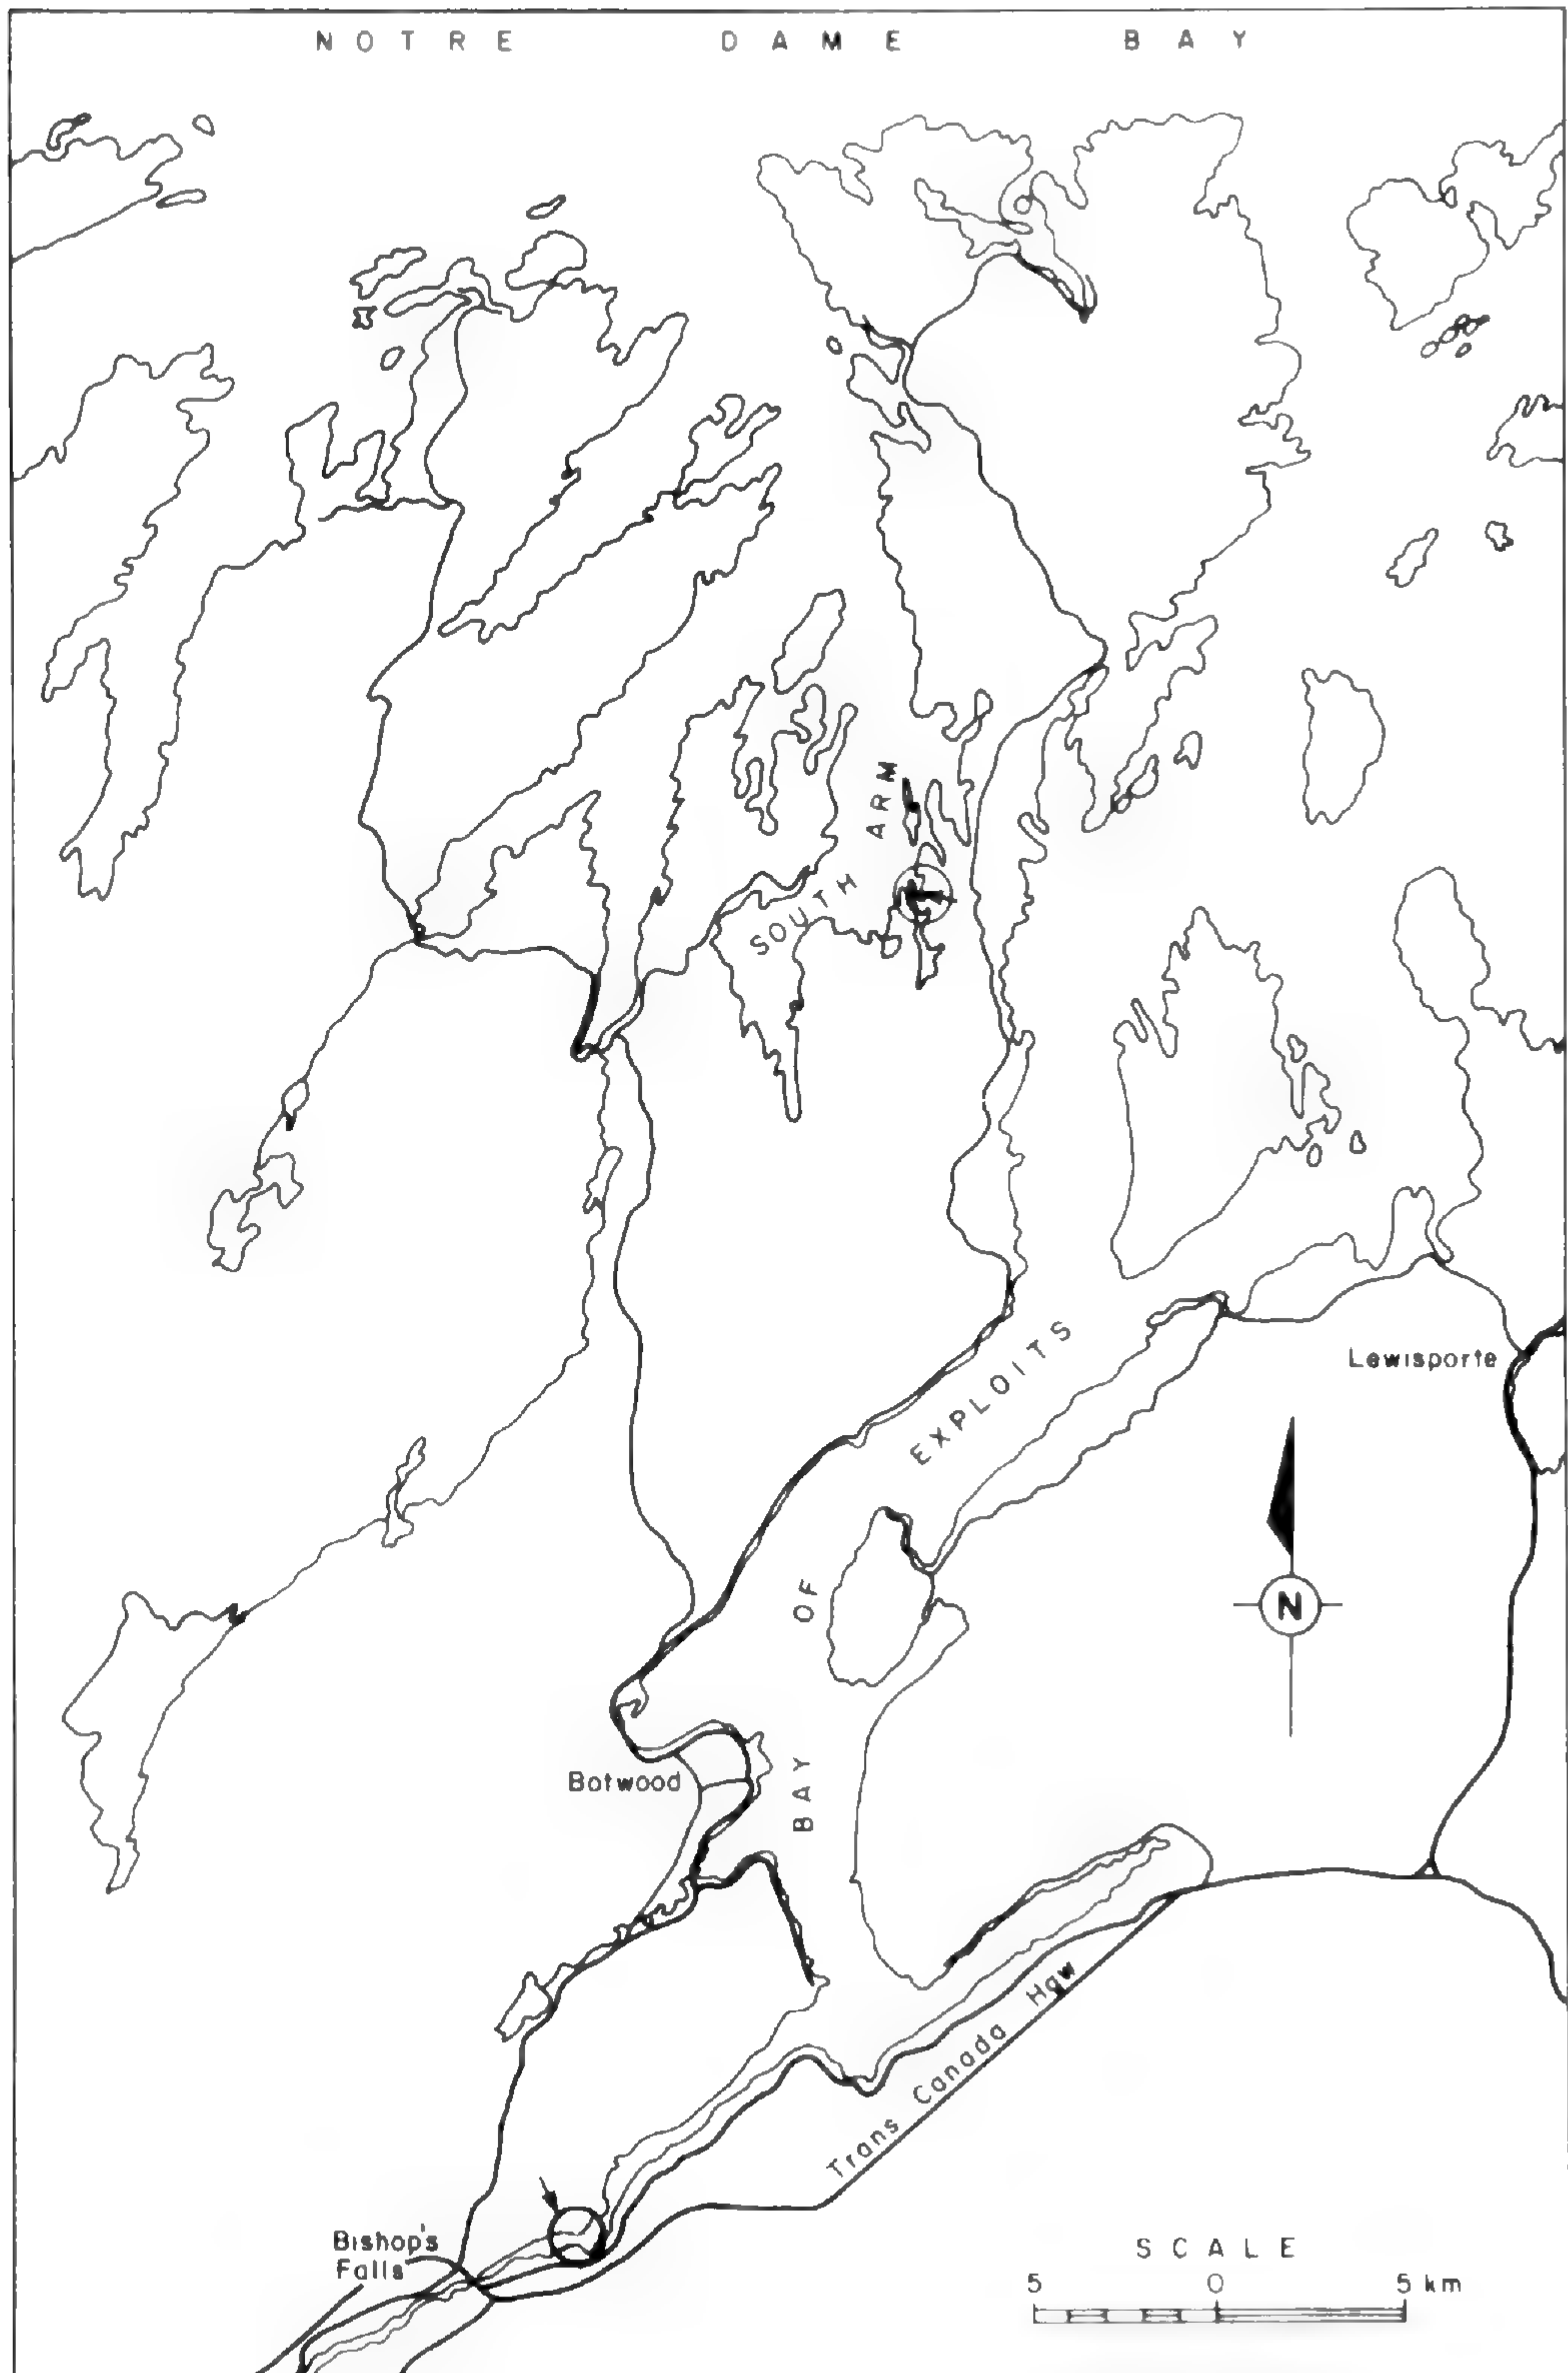 NOTRE DAME BAY
SOUTH ARM
EXPLOITS
Lewisporte
OF
N
BAY
Botwood
Trans Canada Hgw
Bishop's
Falls
SCALE
5 0 5 km